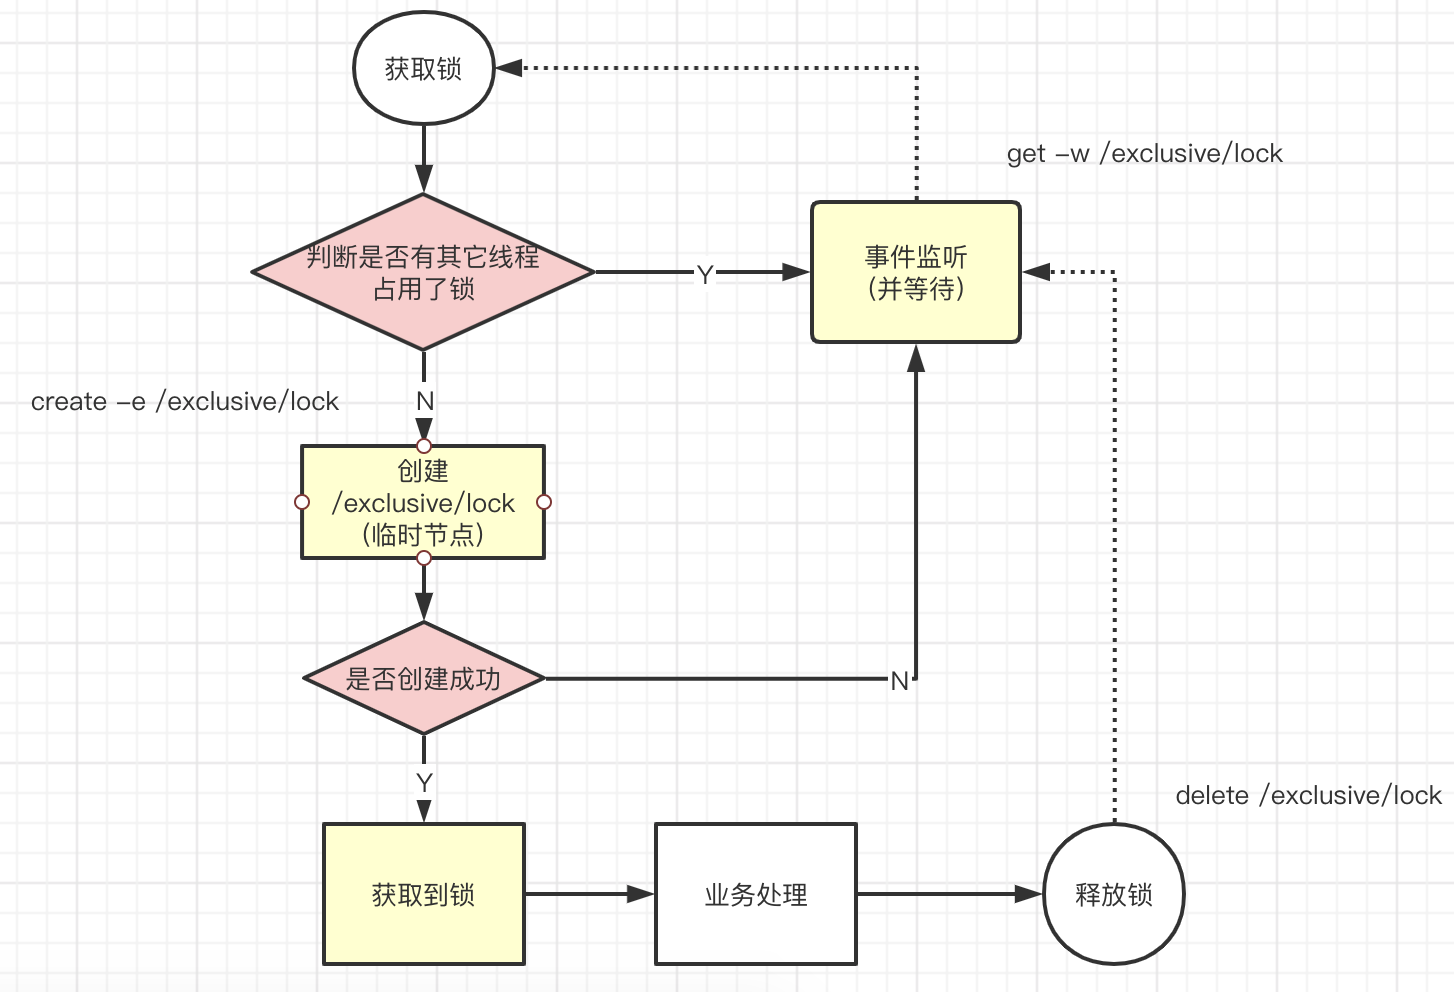 获取锁
get -w /exclusive/lock
判断是否有其它线程
占用了锁
Y
事件监听
(并等待)
create -e /exclusive/lock
N
创建
/exclusive/lock
(临时节点)
是否创建成功
N
Y
delete /exclusive/lock
获取到锁
业务处理
释放锁